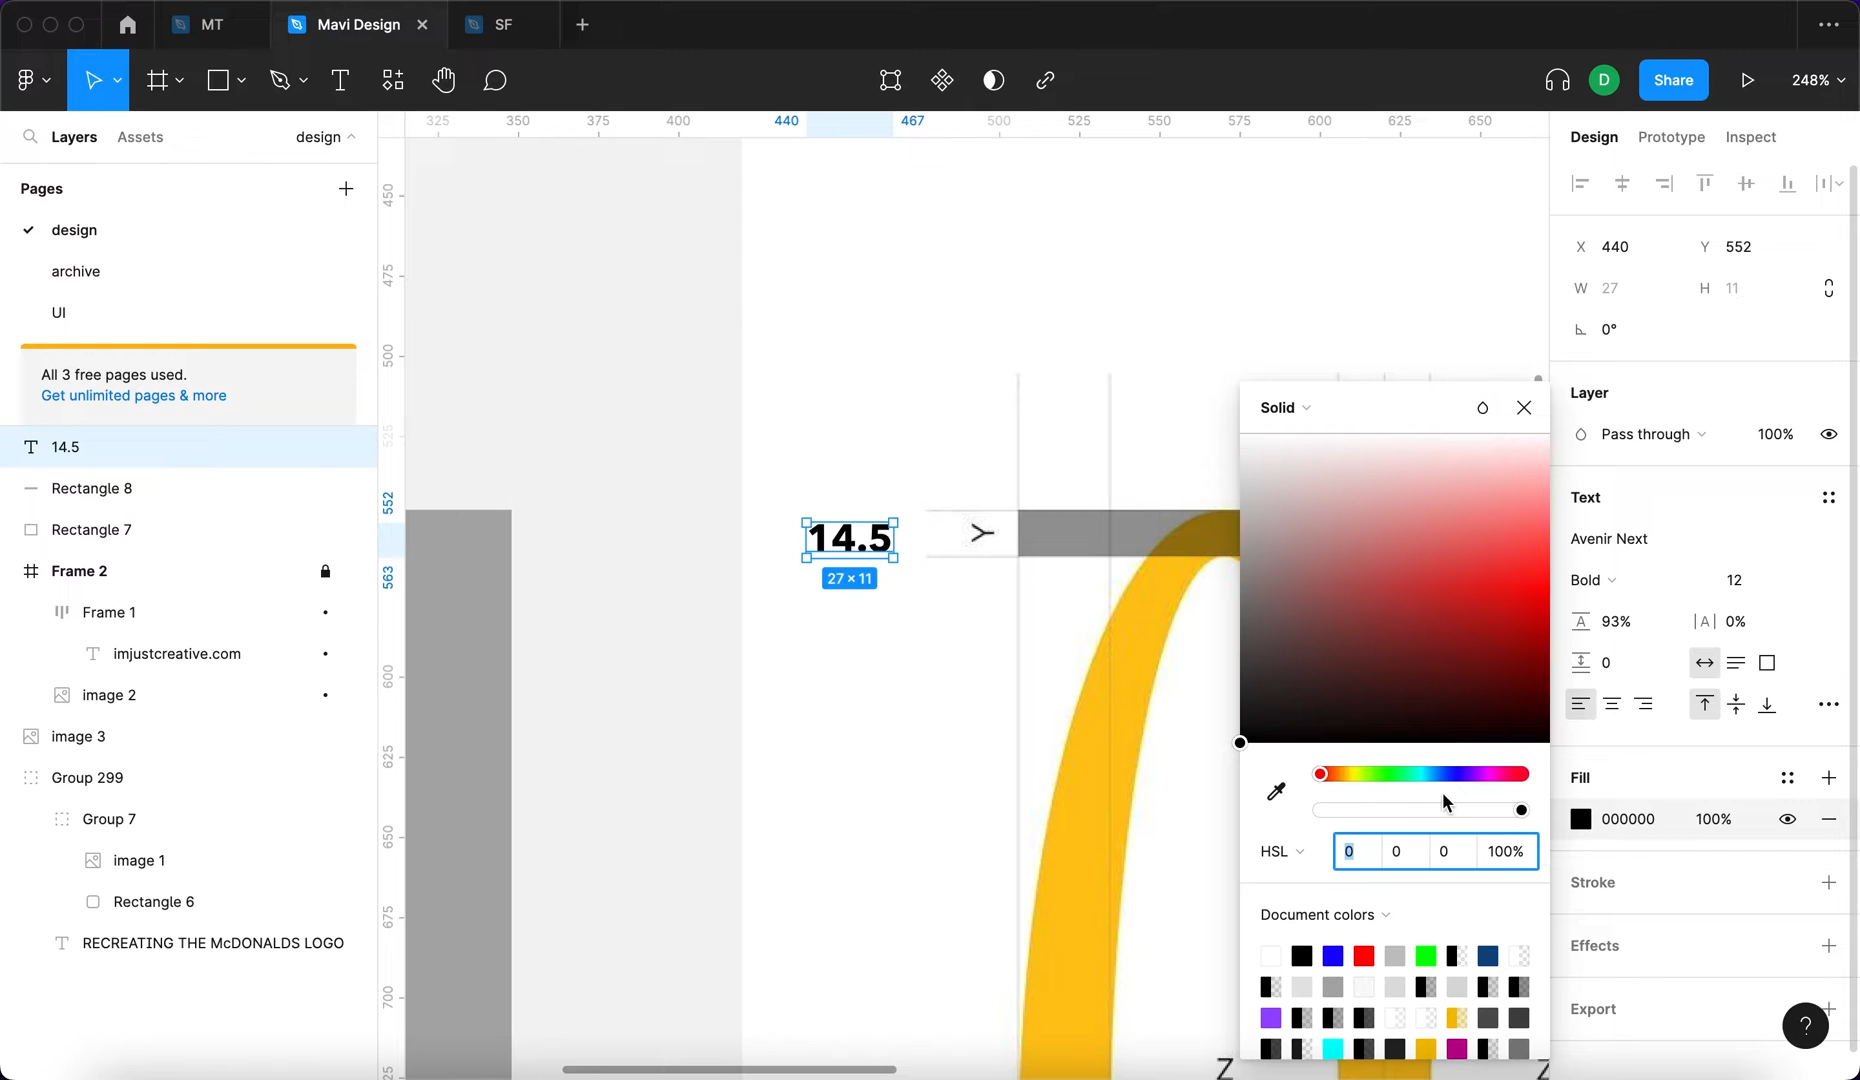 MT
Mavi Design
SF
D
Share
248%
Layers
Assets
design
325
350
375
400
440
467
500
525
550
575
600
625
650
Design
Prototype
Inspect
Pages
design
archive
UI
All 3 free pages used.
Get unlimited pages & more
14.5
Rectangle 8
Rectangle 7
Frame 2
Frame 1
imjustcreative.com
image 2
image 3
Group 299
Group 7
image 1
Rectangle 6
RECREATING THE McDONALDS LOGO
450
475
500
525
552
563
600
625
650
675
700
25
14.5
27 × 11
Y
Z
Z
Solid
HSL
0
0
0
100%
Document colors
X 440
Y 552
W 27
H 11
0°
Layer
Pass through
100%
Text
Avenir Next
Bold
12
A 93%
|A| 0%
0
Fill
000000
100%
Stroke
Effects
Export
?